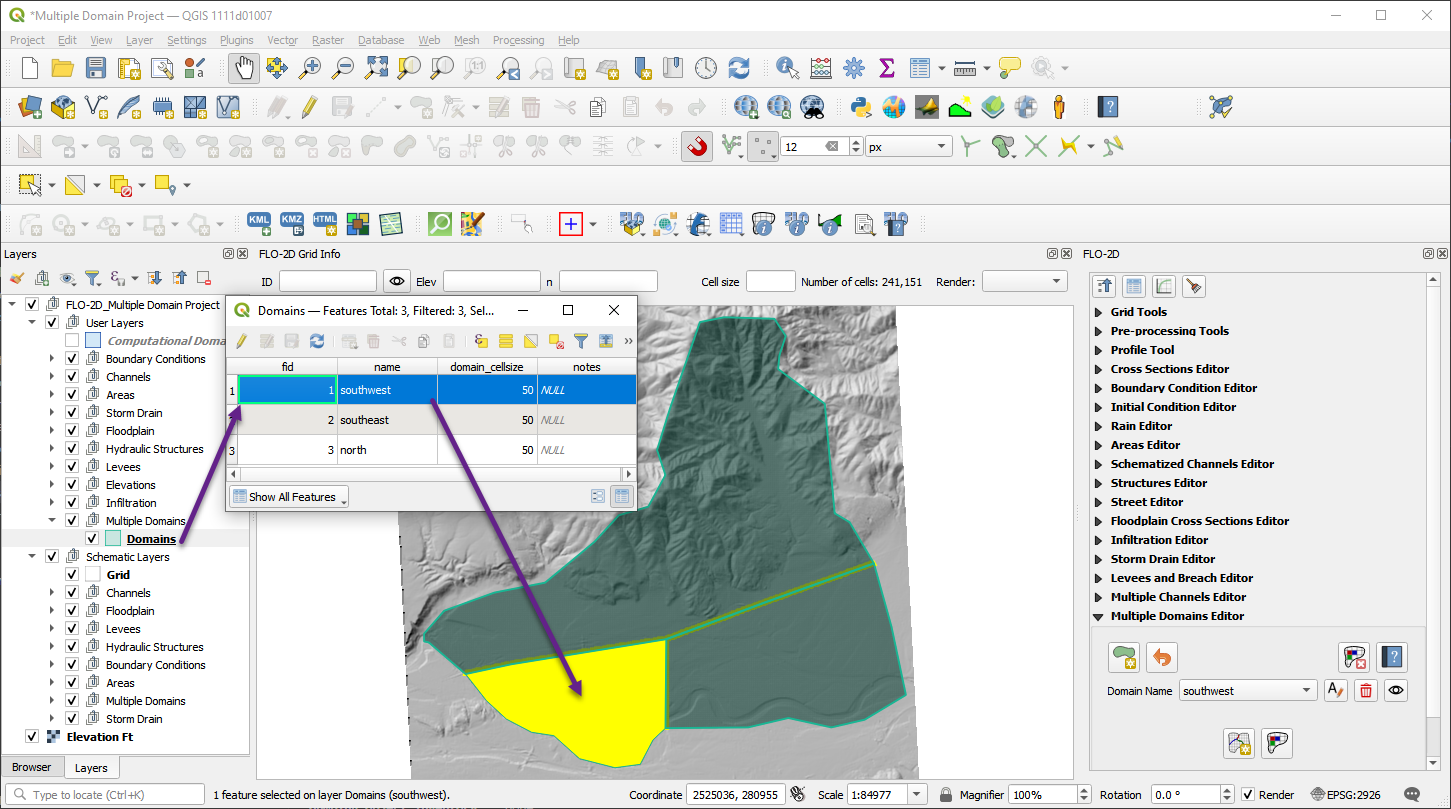 *Multiple Domain Project — QGIS 1111d01007
Project Edit View Layer Settings Plugins Vector Raster Database Web Mesh Processing Help
12 px
KML KMZ HTML
Layers
FLO-2D Grid Info
FLO-2D
ID Elev n Cell size Number of cells: 241,151 Render:
FLO-2D_Multiple Domain Project
User Layers
Computational Doma
Boundary Conditions
Channels
Areas
Storm Drain
Floodplain
Hydraulic Structures
Levees
Elevations
Infiltration
Multiple Domains
Domains
Schematic Layers
Grid
Channels
Floodplain
Levees
Hydraulic Structures
Boundary Conditions
Areas
Multiple Domains
Storm Drain
Elevation Ft
Browser Layers
Domains — Features Total: 3, Filtered: 3, Sel...
fid name domain_cellsize notes
1 1 southwest 50 NULL
2 southeast 50 NULL
3 3 north 50 NULL
Show All Features
Grid Tools
Pre-processing Tools
Profile Tool
Cross Sections Editor
Boundary Condition Editor
Initial Condition Editor
Rain Editor
Areas Editor
Schematized Channels Editor
Structures Editor
Street Editor
Floodplain Cross Sections Editor
Infiltration Editor
Storm Drain Editor
Levees and Breach Editor
Multiple Channels Editor
Multiple Domains Editor
Domain Name southwest
Type to locate (Ctrl+K) 1 feature selected on layer Domains (southwest). Coordinate 2525036, 280955 Scale 1:84977 Magnifier 100% Rotation 0.0 ° Render EPSG:2926